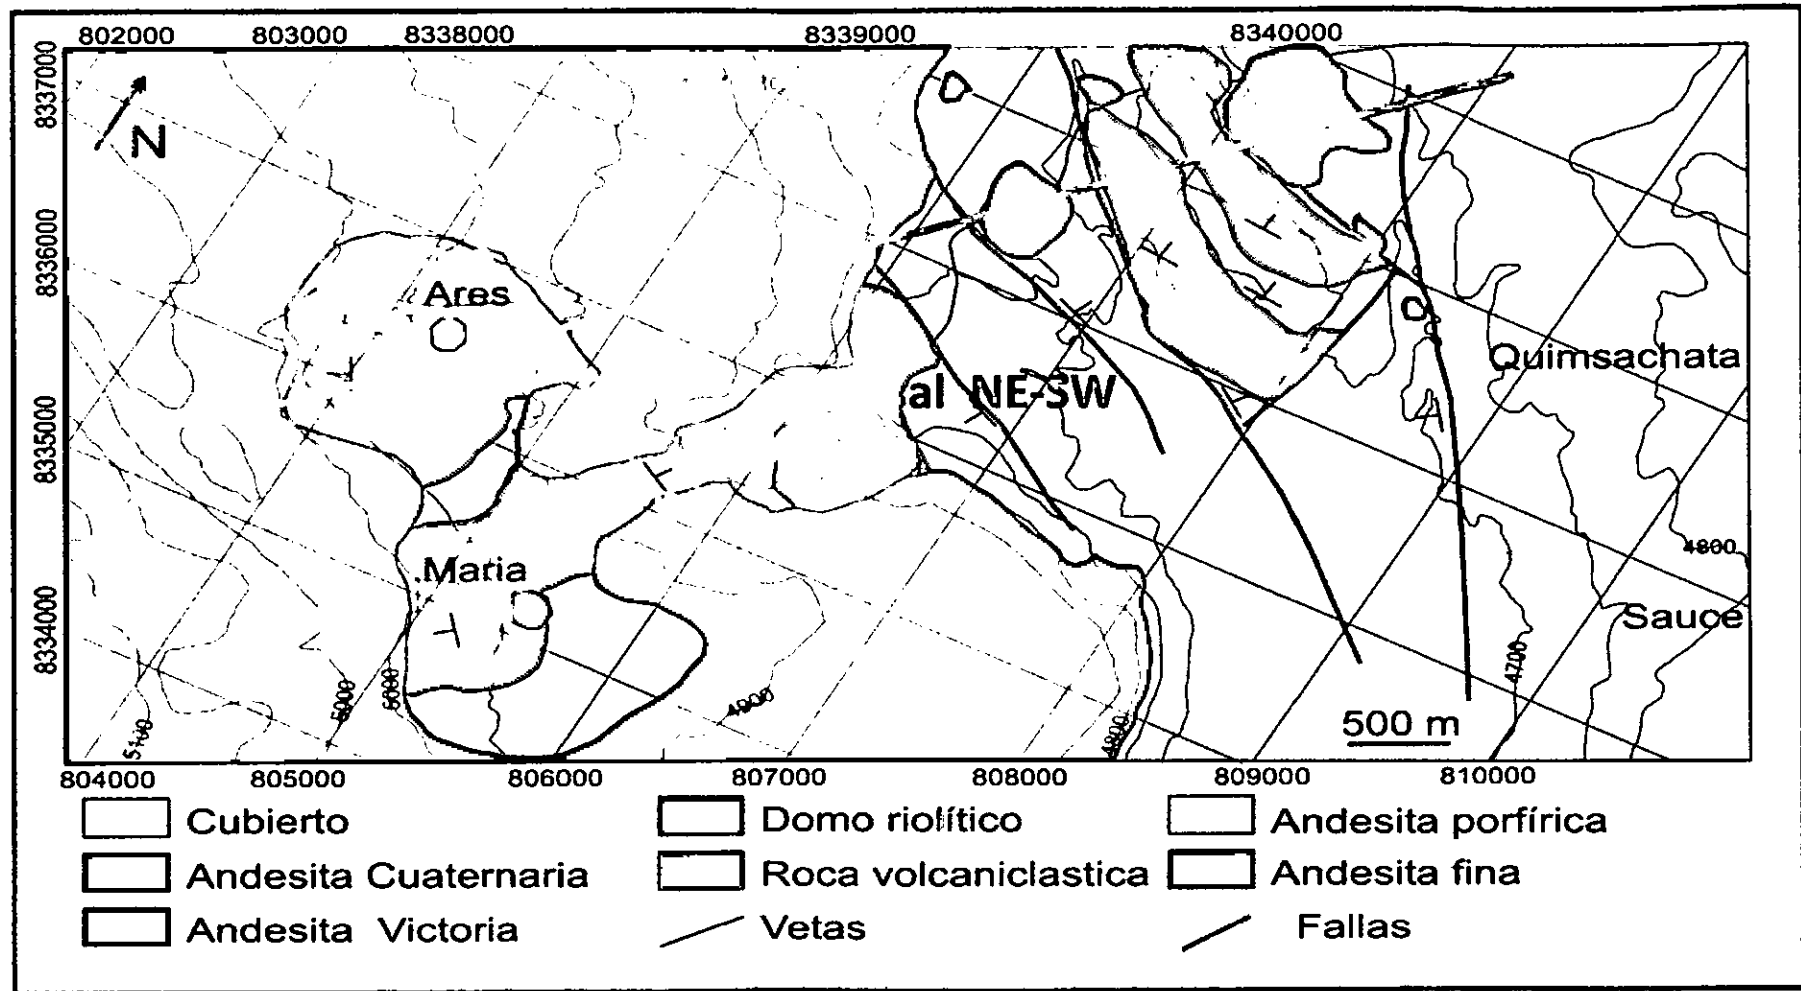 802000 803000 8338000 8339000 8340000
8337000
8336000
8335000
8334000
N
Ares
al NE-SW
Quimsachata
Maria
Sauce
4800
4700
5000
5000
5100
4900
4800
500 m
804000 805000 806000 807000 808000 809000 810000
Cubierto Domo riolítico Andesita porfírica
Andesita Cuaternaria Roca volcaniclastica Andesita fina
Andesita Victoria Vetas Fallas